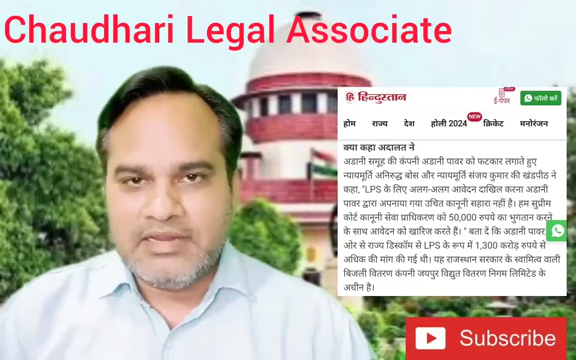 Chaudhari Legal Associate
हि हिन्दुस्तान
ई-पेपर
फॉलो करें
होम राज्य देश होली 2024 NEW क्रिकेट मनोरंजन
क्या कहा अदालत ने
अडानी समूह की कंपनी अडानी पावर को फटकार लगाते हुए
न्यायमूर्ति अनिरुद्ध बोस और न्यायमूर्ति संजय कुमार की खंडपीठ ने
कहा, "LPS के लिए अलग-अलग आवेदन दाखिल करना अडानी
पावर द्वारा अपनाया गया उचित कानूनी सहारा नहीं है। हम सुप्रीम
कोर्ट कानूनी सेवा प्राधिकरण को 50,000 रुपये का भुगतान करने
के साथ आवेदन को खारिज करते हैं। " बता दें कि अडानी पावर
ओर से राज्य डिस्कॉम से LPS के रूप में 1,300 करोड़ रुपये से
अधिक की मांग की गई थी। यह राजस्थान सरकार के स्वामित्व वाली
बिजली वितरण कंपनी जयपुर विद्युत वितरण निगम लिमिटेड के
अधीन है।
Subscribe